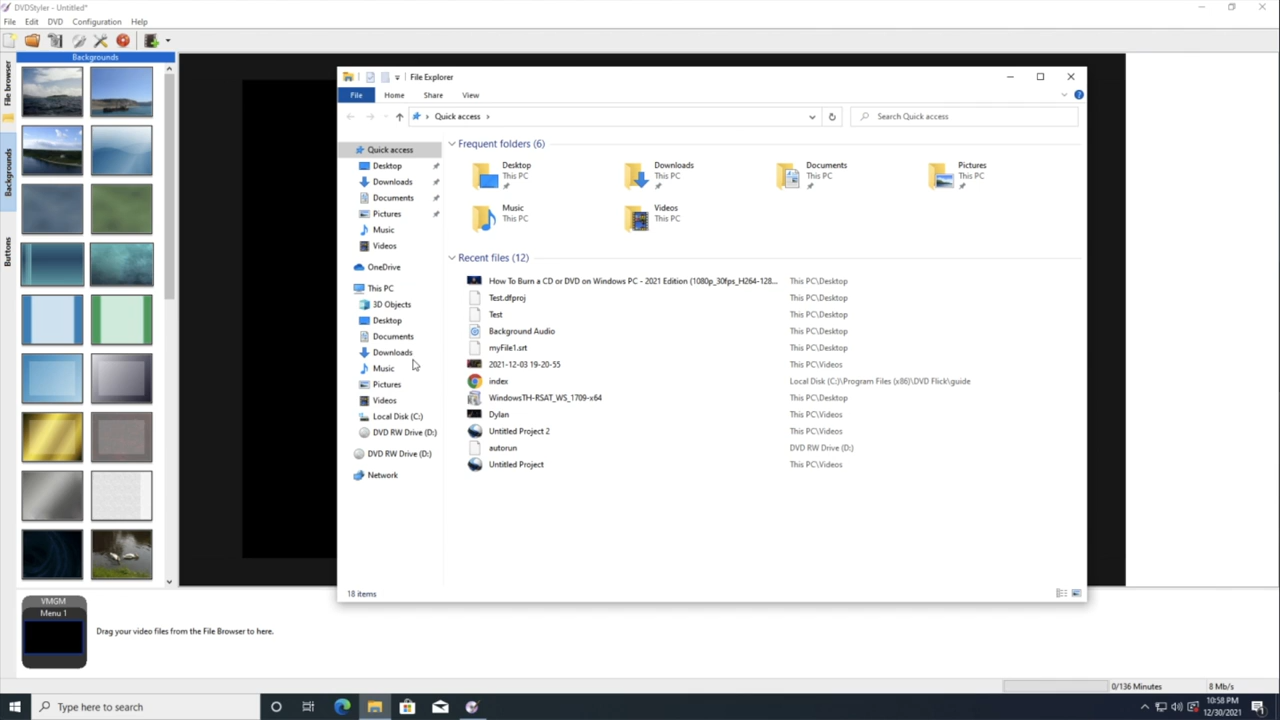 DVDStyler - Untitled*
File Edit DVD Configuration Help
File browser
Backgrounds
Buttons
Backgrounds
File Explorer
File Home Share View
Quick access
Search Quick access
Quick access
Desktop
Downloads
Documents
Pictures
Music
Videos
OneDrive
This PC
3D Objects
Desktop
Documents
Downloads
Music
Pictures
Videos
Local Disk (C:)
DVD RW Drive (D:)
DVD RW Drive (D:)
Network
Frequent folders (6)
Desktop
This PC
Downloads
This PC
Documents
This PC
Pictures
This PC
Music
This PC
Videos
This PC
Recent files (12)
How To Burn a CD or DVD on Windows PC - 2021 Edition (1080p_30fps_H264-128... This PC\Desktop
Test.dfproj This PC\Desktop
Test This PC\Desktop
Background Audio This PC\Desktop
myFile1.srt This PC\Desktop
2021-12-03 19-20-55 This PC\Videos
index Local Disk (C:)\Program Files (x86)\DVD Flick\guide
WindowsTH-RSAT_WS_1709-x64 This PC\Desktop
Dylan This PC\Videos
Untitled Project 2 This PC\Videos
autorun DVD RW Drive (D:)
Untitled Project This PC\Videos
18 items
VMGM
Menu 1
Drag your video files from the File Browser to here.
0/136 Minutes 8 Mb/s
Type here to search
10:58 PM
12/30/2021
1